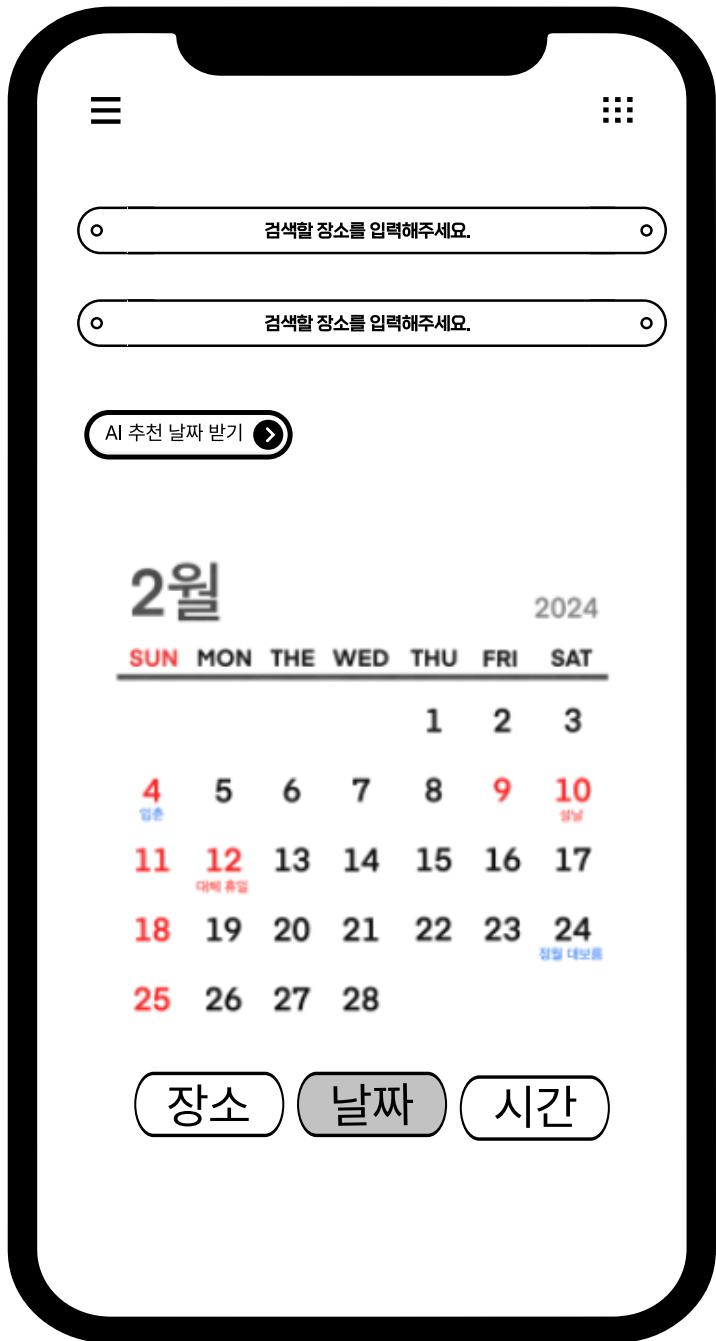 검색할 장소를 입력해주세요.
검색할 장소를 입력해주세요.
AI 추천 날짜 받기
2월
2024
SUN MON THE WED THU FRI SAT
1 2 3
4 5 6 7 8 9 10
입춘 설날
11 12 13 14 15 16 17
대체 휴일
18 19 20 21 22 23 24
정월 대보름
25 26 27 28
장소 날짜 시간